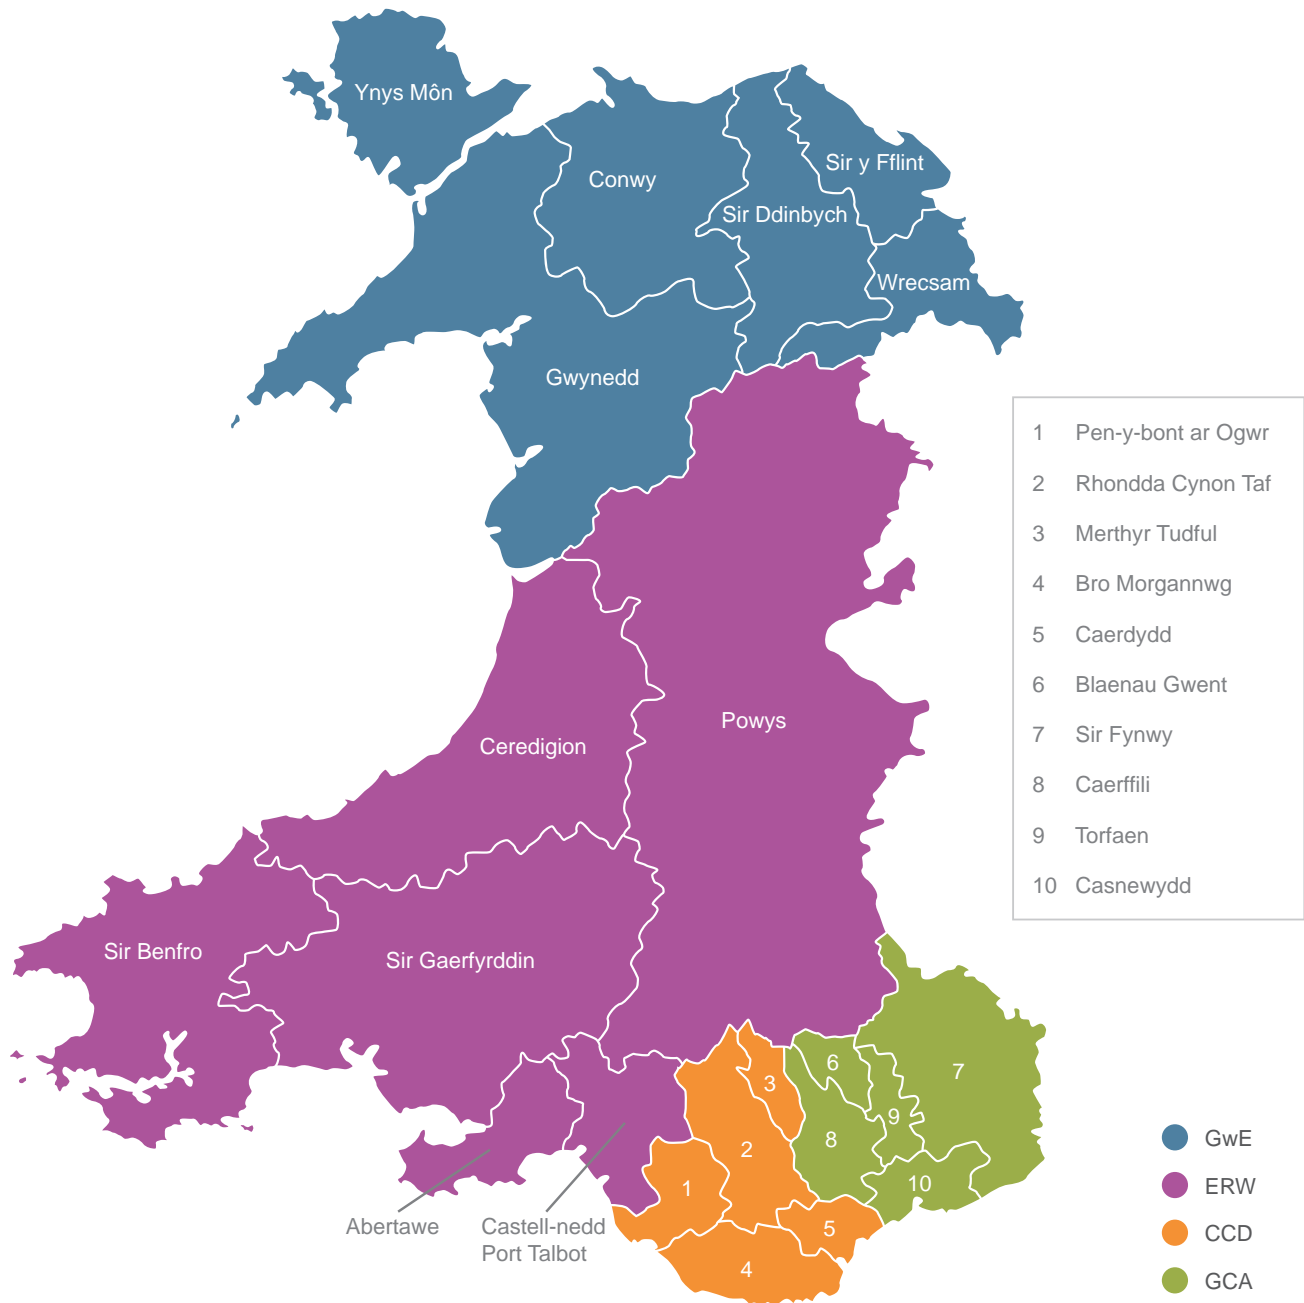 Ynys Môn
Conwy
Sir y Fflint
Sir Ddinbych
Wrecsam
Gwynedd
Powys
Ceredigion
Sir Benfro
Sir Gaerfyrddin
Abertawe
Castell-nedd
Port Talbot
1
2
3
4
5
6
7
8
9
10
1 Pen-y-bont ar Ogwr
2 Rhondda Cynon Taf
3 Merthyr Tudful
4 Bro Morgannwg
5 Caerdydd
6 Blaenau Gwent
7 Sir Fynwy
8 Caerffili
9 Torfaen
10 Casnewydd
GwE
ERW
CCD
GCA